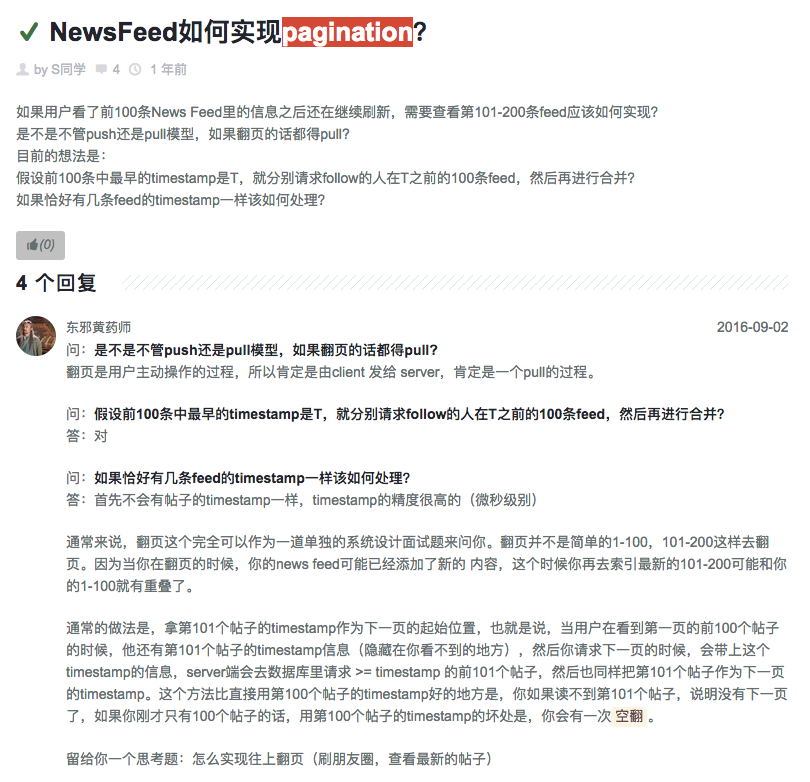 NewsFeed如何实现pagination?
by S同学 4 1 年前
如果用户看了前100条News Feed里的信息之后还在继续刷新，需要查看第101-200条feed应该如何实现?
是不是不管push还是pull模型，如果翻页的话都得pull?
目前的想法是：
假设前100条中最早的timestamp是T，就分别请求follow的人在T之前的100条feed，然后再进行合并?
如果恰好有几条feed的timestamp一样该如何处理?
(0)
4 个回复
东邪黄药师 2016-09-02
问：是不是不管push还是pull模型，如果翻页的话都得pull?
翻页是用户主动操作的过程，所以肯定是由client 发给 server，肯定是一个pull的过程。
问：假设前100条中最早的timestamp是T，就分别请求follow的人在T之前的100条feed，然后再进行合并?
答：对
问：如果恰好有几条feed的timestamp一样该如何处理?
答：首先不会有帖子的timestamp一样，timestamp的精度很高的（微秒级别）
通常来说，翻页这个完全可以作为一道单独的系统设计面试题来问你。翻页并不是简单的1-100，101-200这样去翻
页。因为当你在翻页的时候，你的news feed可能已经添加了新的 内容，这个时候你再去索引最新的101-200可能和你
的1-100就有重叠了。
通常的做法是，拿第101个帖子的timestamp作为下一页的起始位置，也就是说，当用户在看到第一页的前100个帖子
的时候，他还有第101个帖子的timestamp信息（隐藏在你看不到的地方），然后你请求下一页的时候，会带上这个
timestamp的信息，server端会去数据库里请求 >= timestamp 的前101个帖子，然后也同样把第101个帖子作为下一页
的timestamp。这个方法比直接用第100个帖子的timestamp好的地方是，你如果读不到第101个帖子，说明没有下一页
了，如果你刚才只有100个帖子的话，用第100个帖子的timestamp的坏处是，你会有一次 空翻 。
留给你一个思考题：怎么实现往上翻页（刷朋友圈，查看最新的帖子）